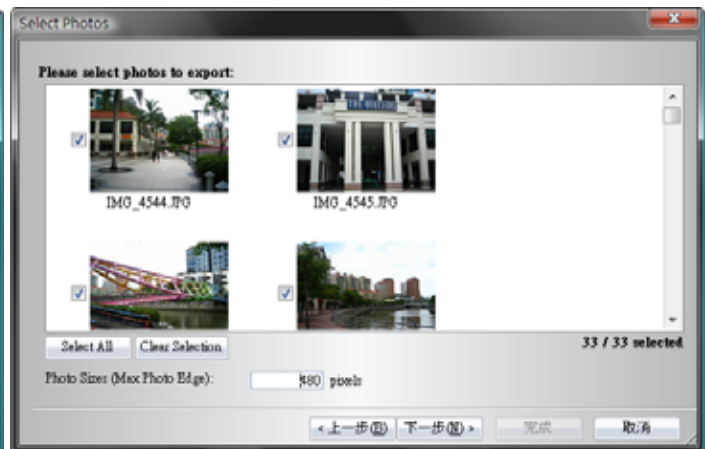 Select Photos
Please select photos to export:
IMG_4544.JPG
IMG_4545.JPG
Select All
Clear Selection
33 / 33 selected
Photo Sizes (Max Photo Edge):
480 pixels
< 上一步(B)
下一步(N) >
完成
取消